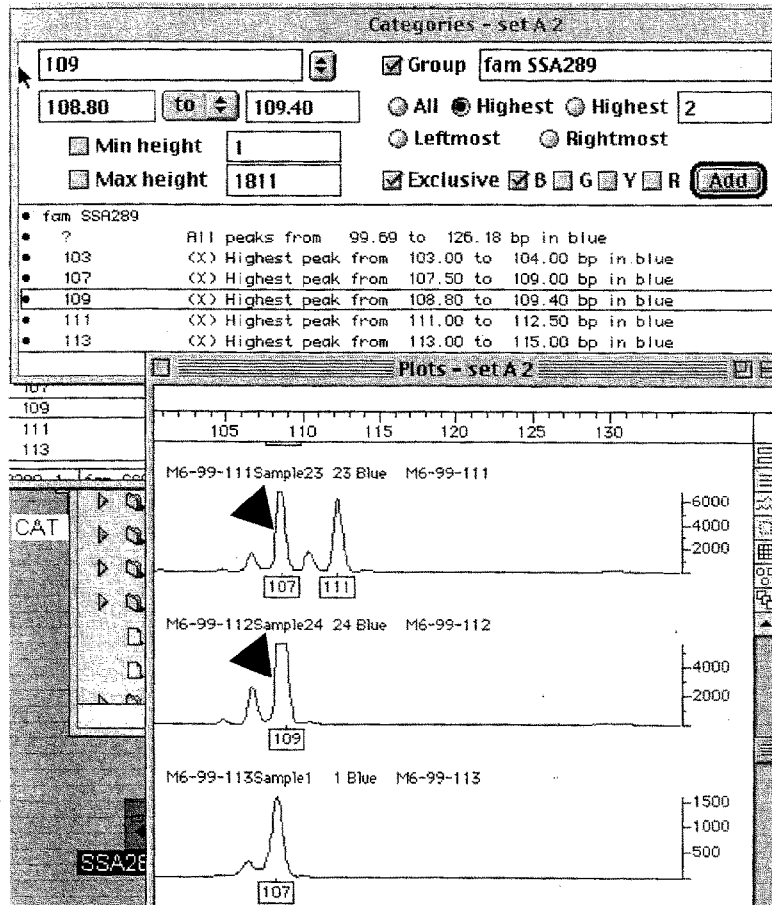 Categories - set A 2
109 Group fam SSA289
108.80 to 109.40 All Highest Highest 2
Leftmost Rightmost
Min height 1
Max height 1811 Exclusive B G Y R Add
fam SSA289
? All peaks from 99.69 to 126.18 bp in blue
103 (X) Highest peak from 103.00 to 104.00 bp in blue
107 (X) Highest peak from 107.50 to 109.00 bp in blue
109 (X) Highest peak from 108.80 to 109.40 bp in blue
111 (X) Highest peak from 111.00 to 112.50 bp in blue
113 (X) Highest peak from 113.00 to 115.00 bp in blue
Plots - set A 2
107
109
111
113
105 110 115 120 125 130
M6-99-111Sample23 23 Blue M6-99-111
6000
4000
2000
107 111
CAT
M6-99-112Sample24 24 Blue M6-99-112
4000
2000
109
M6-99-113Sample1 1 Blue M6-99-113
1500
1000
500
SSA28
107